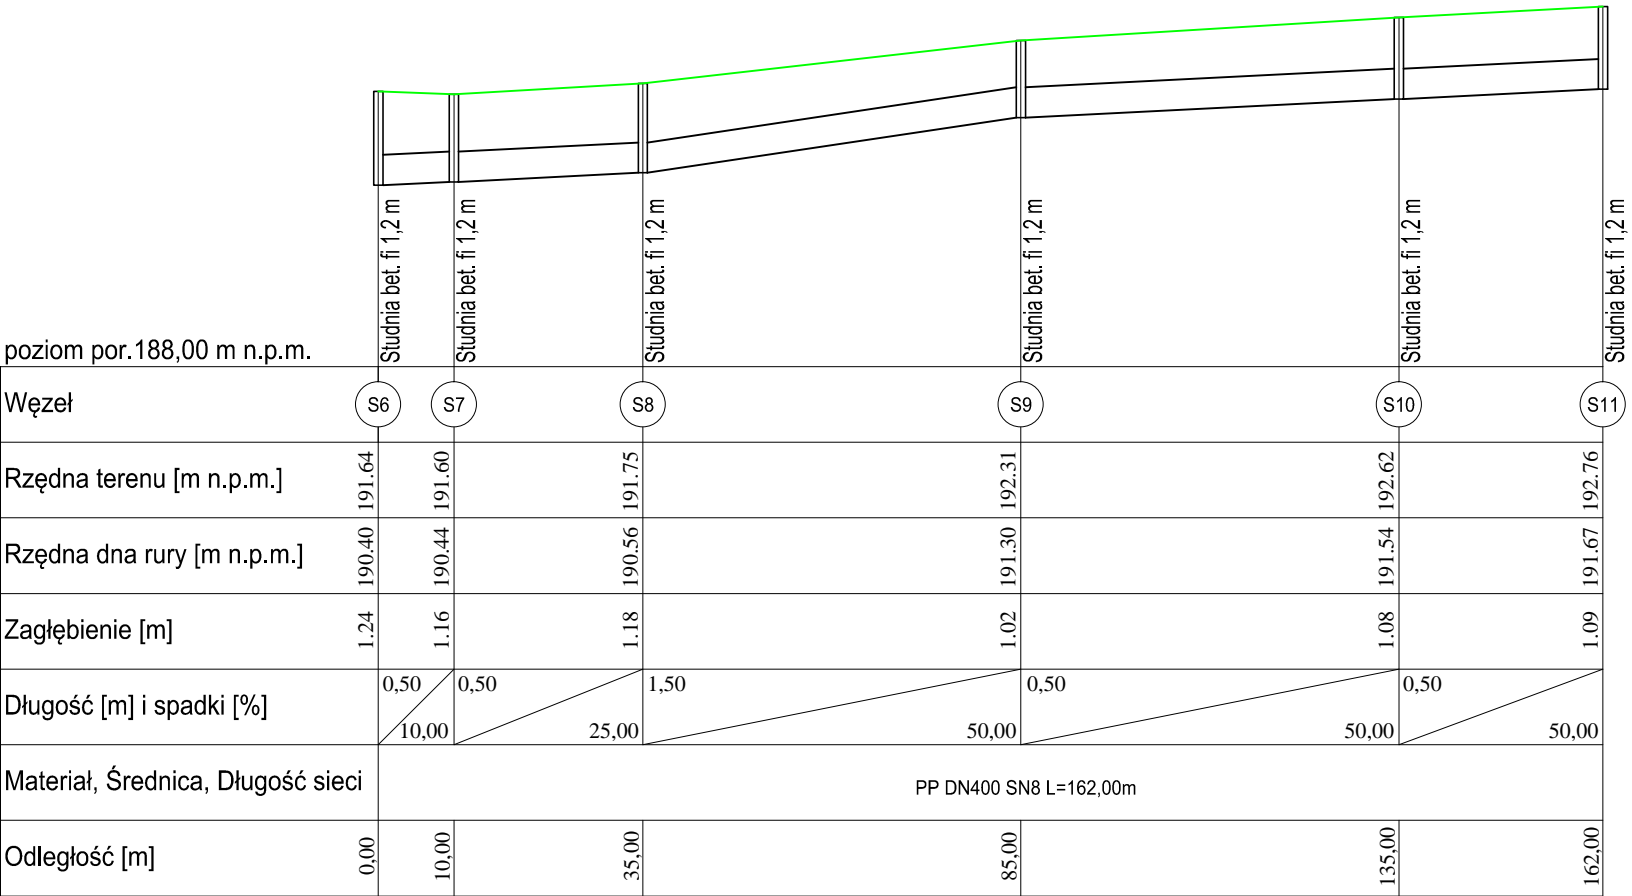 Studnia bet. fi 1,2 m
Studnia bet. fi 1,2 m
Studnia bet. fi 1,2 m
Studnia bet. fi 1,2 m
Studnia bet. fi 1,2 m
Studnia bet. fi 1,2 m
poziom por.188,00 m n.p.m.
Węzeł S6 S7 S8 S9 S10 S11
Rzędna terenu [m n.p.m.] 191.64 191.60 191.75 192.31 192.62 192.76
Rzędna dna rury [m n.p.m.] 190.40 190.44 190.56 191.30 191.54 191.67
Zagłębienie [m] 1.24 1.16 1.18 1.02 1.08 1.09
Długość [m] i spadki [%]
0,50 0,50 1,50 0,50 0,50
10,00 25,00 50,00 50,00 50,00
Materiał, Średnica, Długość sieci PP DN400 SN8 L=162,00m
Odległość [m] 0,00 10,00 35,00 85,00 135,00 162,00